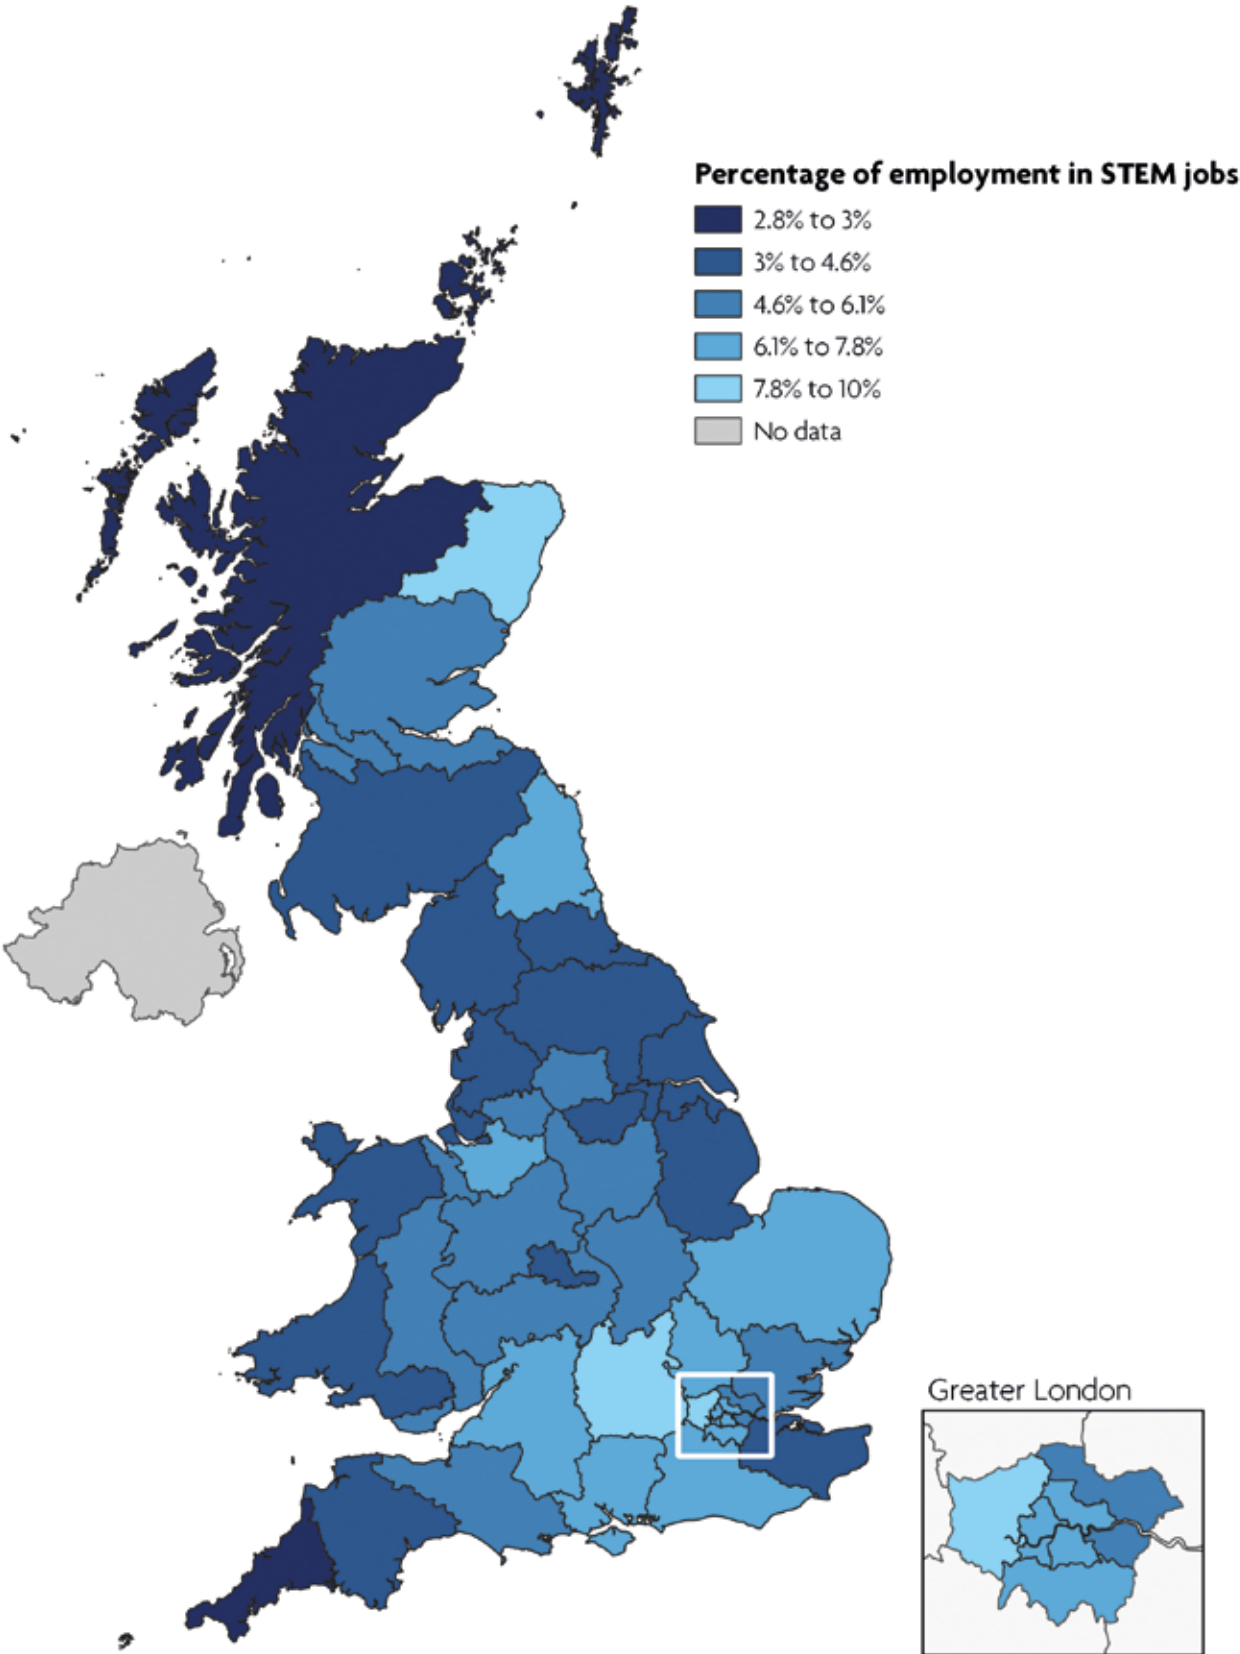 Percentage of employment in STEM jobs
2.8% to 3%
3% to 4.6%
4.6% to 6.1%
6.1% to 7.8%
7.8% to 10%
No data
Greater London